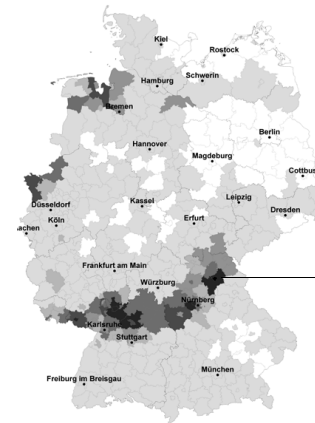 Kiel
Rostock
Schwerin
Hamburg
Bremen
Berlin
Hannover
Magdeburg
Cottbus
Düsseldorf
Kassel
Leipzig
Dresden
Köln
Erfurt
achen
Frankfurt am Main
Würzburg
Nürnberg
Karlsruhe
Stuttgart
München
Freiburg im Breisgau